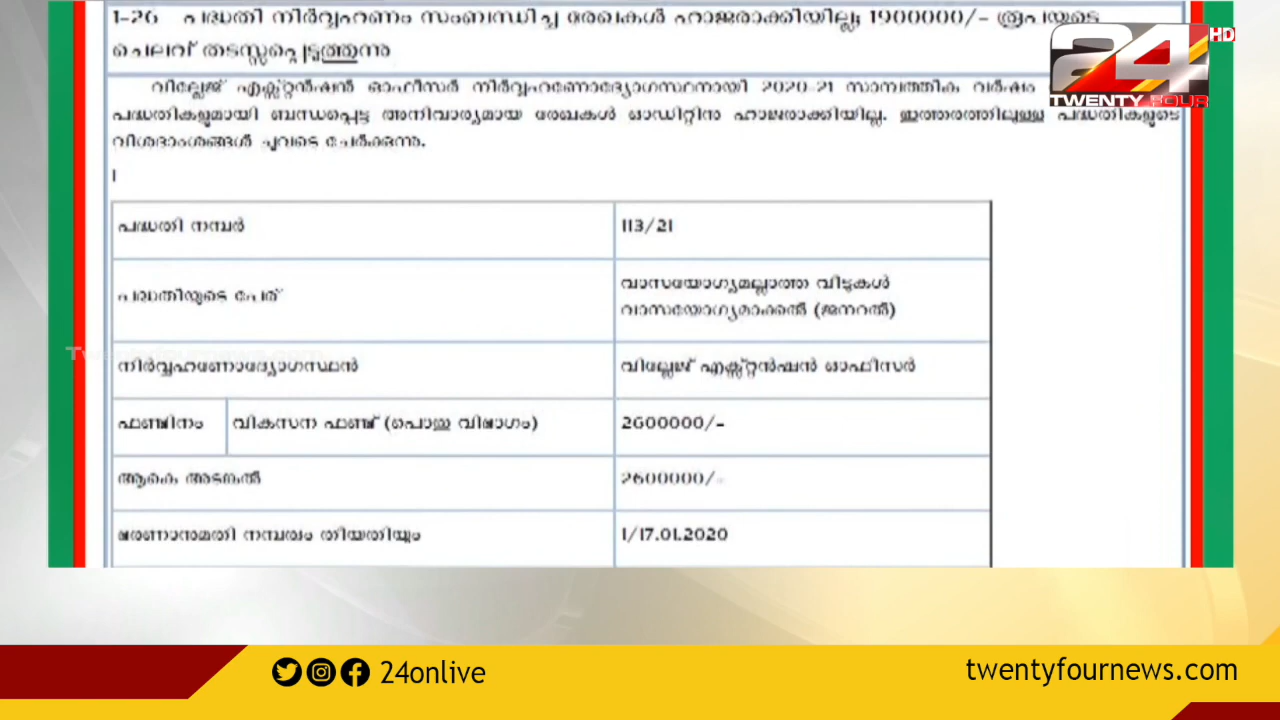 1-26 പദ്ധതി നിർവ്വഹണം സംബന്ധിച്ച രേഖകൾ ഹാജരാക്കിയില്ല; 1900000/- രൂപയുടെ
ചെലവ് തടസ്സപ്പെടുത്തുന്നു
24
HD
TWENTY FOUR
വില്ലേജ് എക്സ്റ്റൻഷൻ ഓഫീസർ നിർവ്വഹണോദ്യോഗസ്ഥനായി 2020-21 സാമ്പത്തിക വർഷം
പദ്ധതികളുമായി ബന്ധപ്പെട്ട അനിവാര്യമായ രേഖകൾ ഓഡിറ്റിനു ഹാജരാക്കിയില്ല. ഇത്തരത്തിലുള്ള പദ്ധതികളുടെ
വിശദാംശങ്ങൾ ചുവടെ ചേർക്കുന്നു.
പദ്ധതി നമ്പർ 113/21
പദ്ധതിയുടെ പേര് വാസയോഗ്യമല്ലാത്ത വീടുകൾ
വാസയോഗ്യമാക്കൽ (ജനറൽ)
നിർവ്വഹണോദ്യോഗസ്ഥൻ വില്ലേജ് എക്സ്റ്റൻഷൻ ഓഫീസർ
ഫണ്ടിനം വികസന ഫണ്ട് (പൊതു വിഭാഗം) 2600000/-
ആകെ അടങ്കൽ 2600000/-
ഭരണാനുമതി നമ്പരും തീയതിയും 1/17.01.2020
24onlive
twentyfournews.com